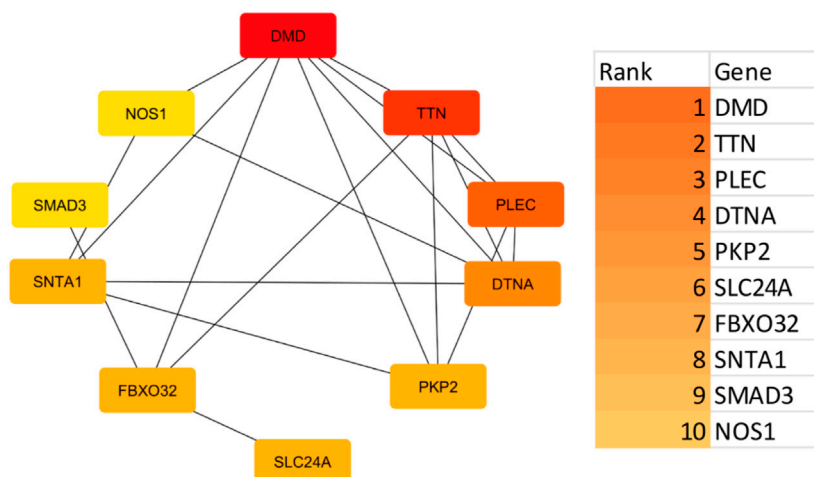 DMD
NOS1
TTN
SMAD3
PLEC
SNTA1
DTNA
FBXO32
PKP2
SLC24A
Rank Gene
1 DMD
2 TTN
3 PLEC
4 DTNA
5 PKP2
6 SLC24A
7 FBXO32
8 SNTA1
9 SMAD3
10 NOS1